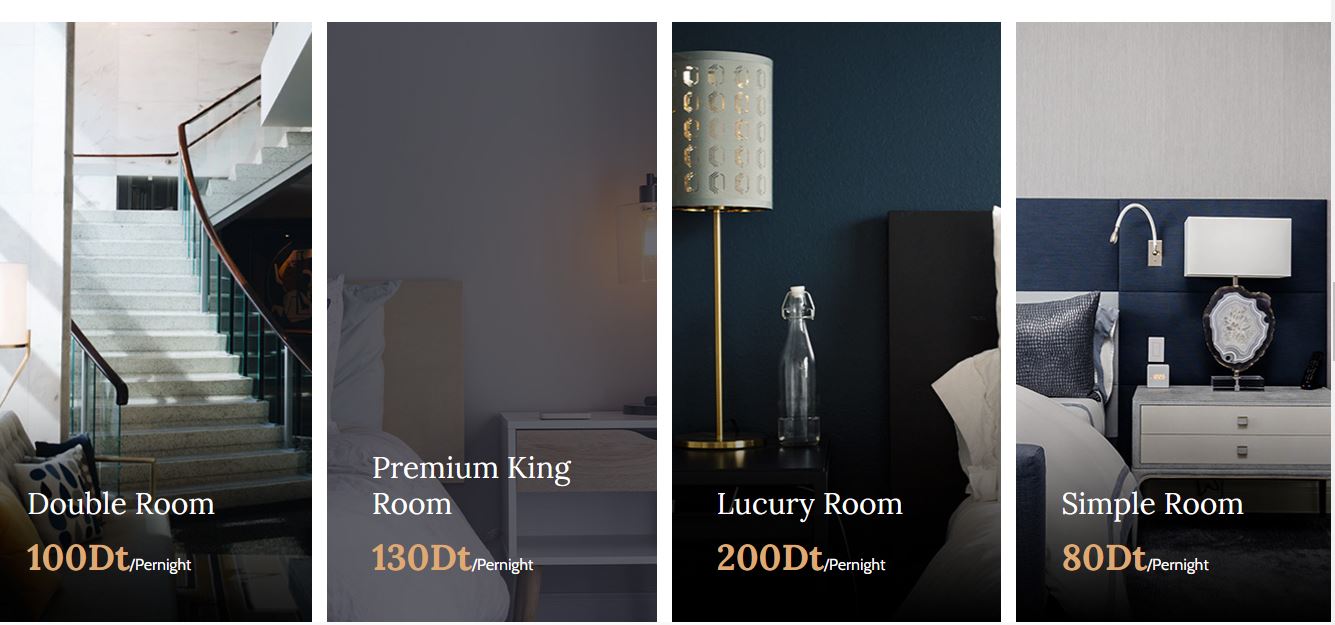 Double Room
100Dt/Pernight
Premium King
Room
130Dt/Pernight
Lucury Room
200Dt/Pernight
Simple Room
80Dt/Pernight